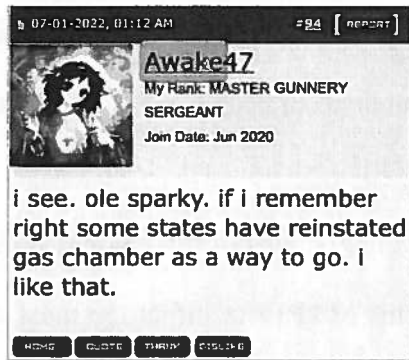 07-01-2022, 01:12 AM #94 [ REPORT ]
Awake47
My Rank: MASTER GUNNERY
SERGEANT
Join Date: Jun 2020
i see. ole sparky. if i remember
right some states have reinstated
gas chamber as a way to go. i
like that.
HOME QUOTE THANK DISLIKE